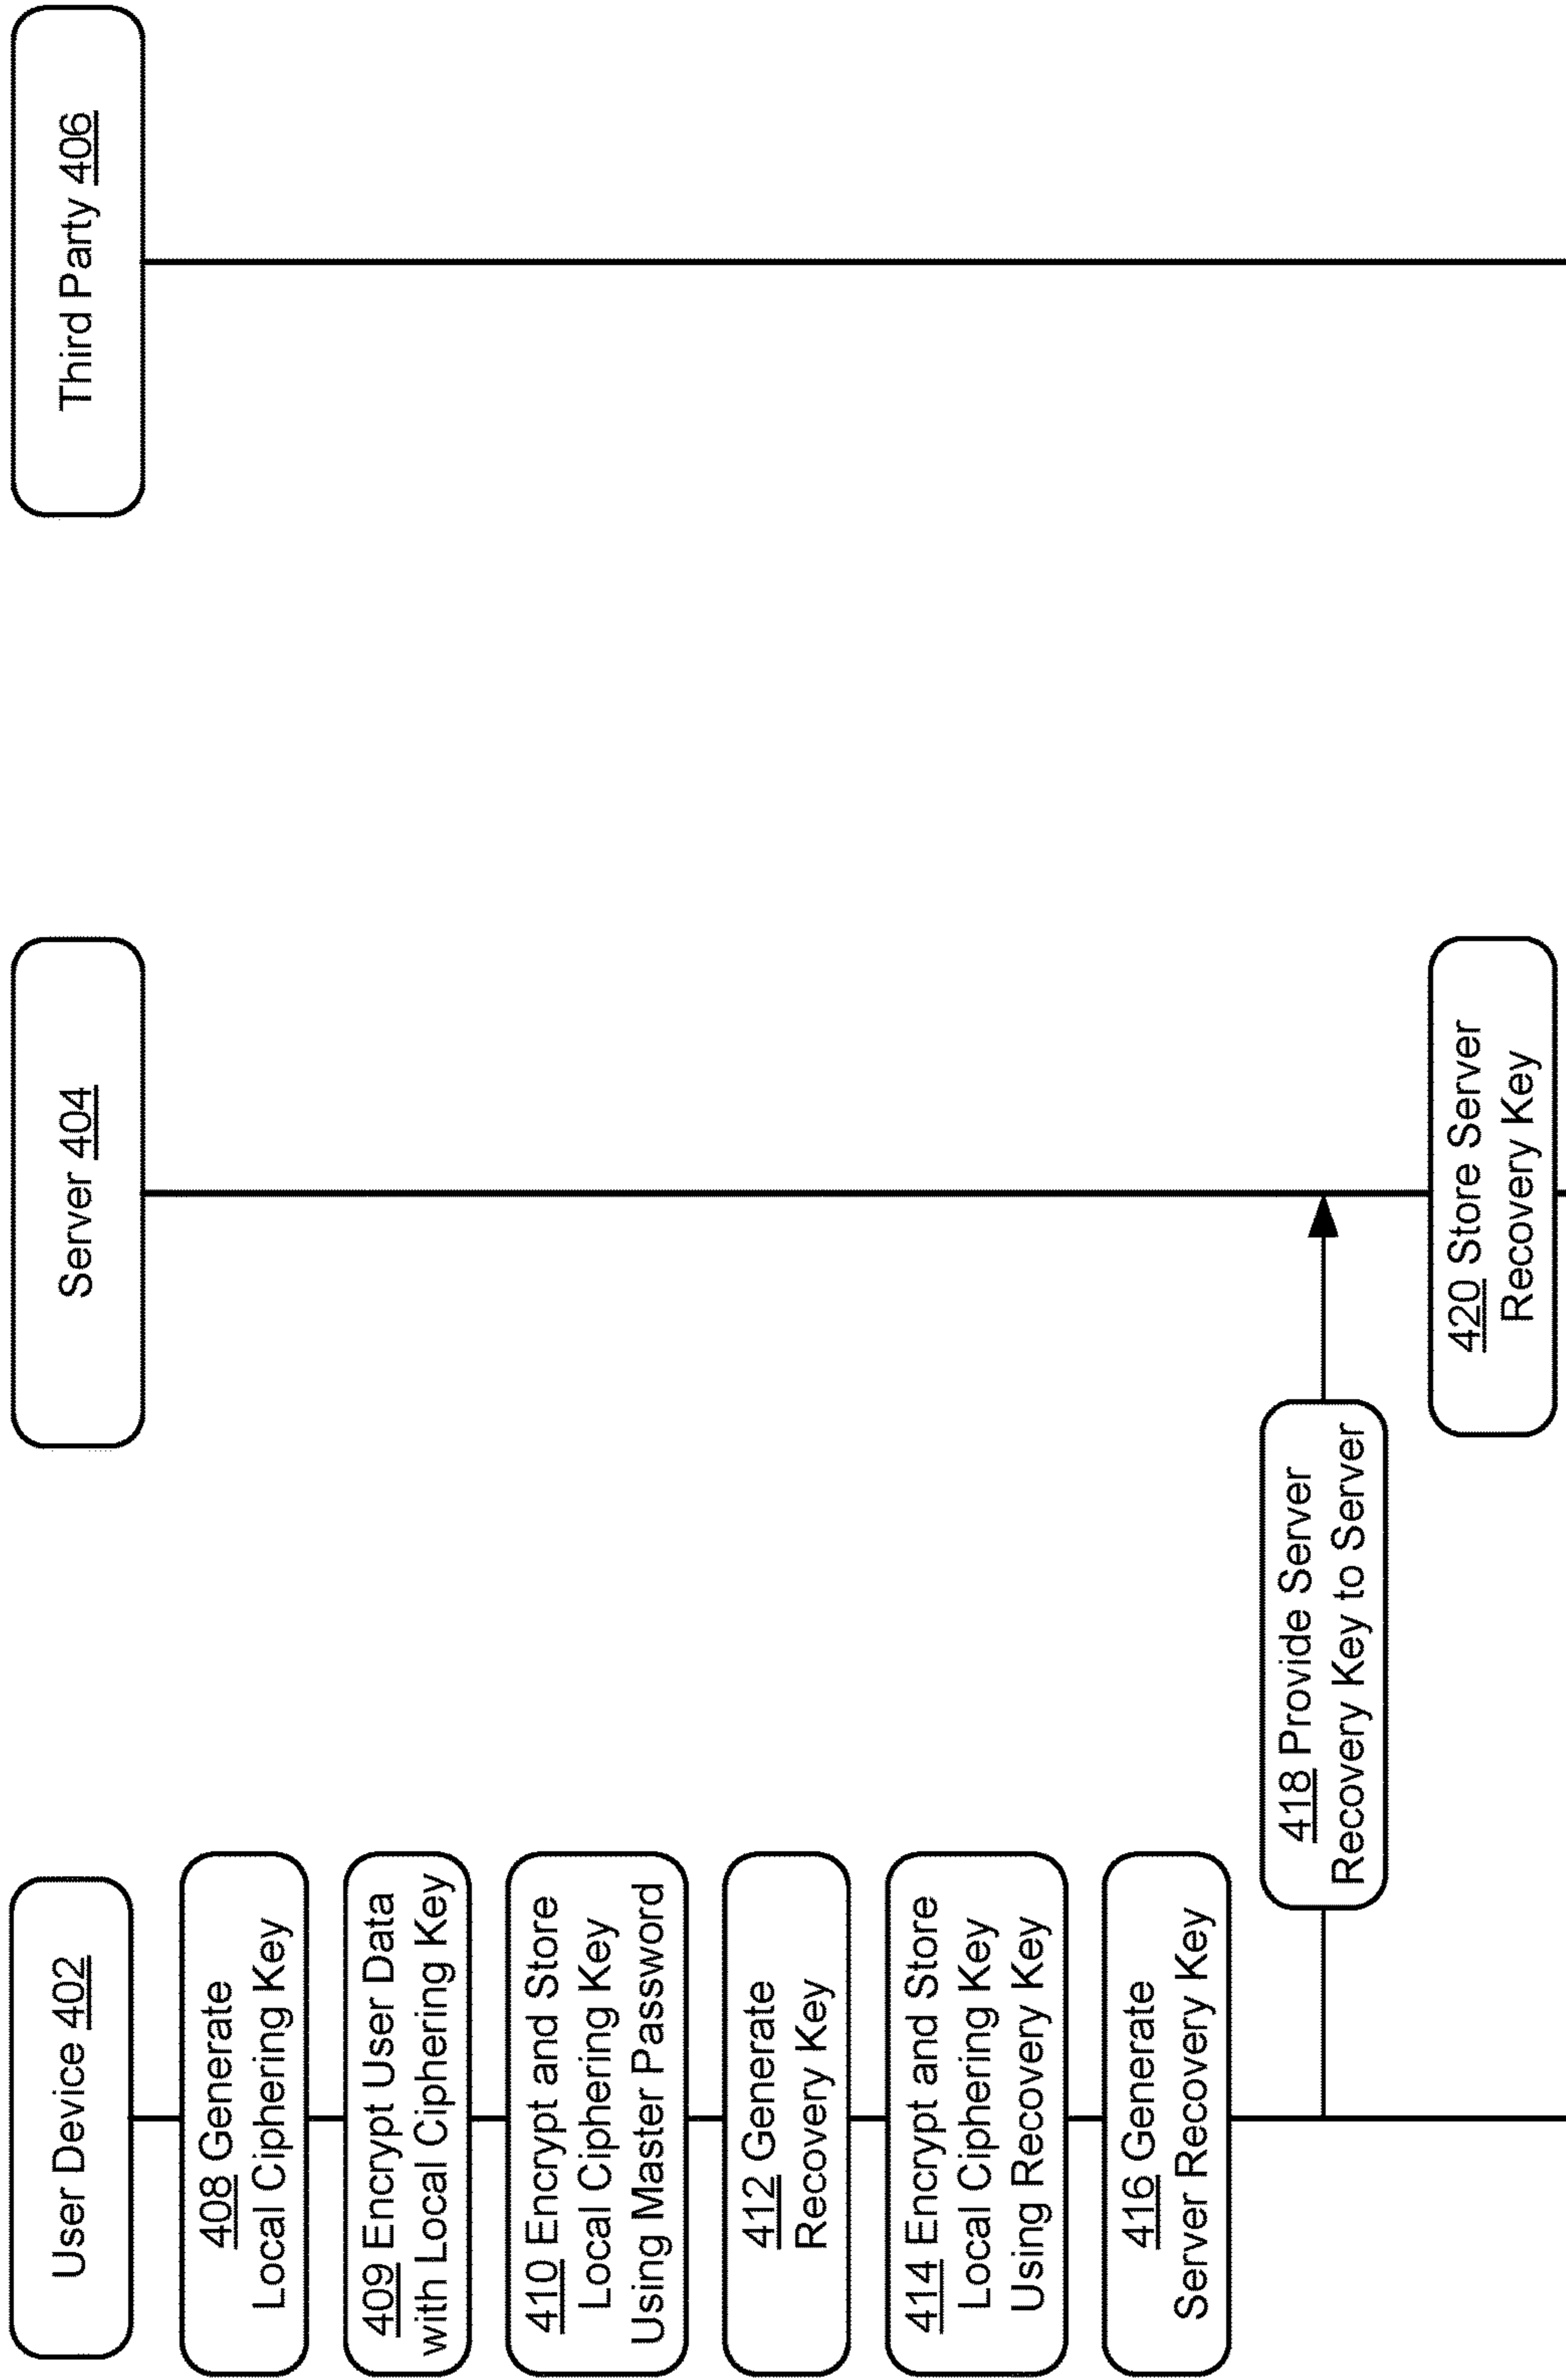 User Device 402
Server 404
Third Party 406
408 Generate
Local Ciphering Key
409 Encrypt User Data
with Local Ciphering Key
410 Encrypt and Store
Local Ciphering Key
Using Master Password
412 Generate
Recovery Key
414 Encrypt and Store
Local Ciphering Key
Using Recovery Key
416 Generate
Server Recovery Key
418 Provide Server
Recovery Key to Server
420 Store Server
Recovery Key